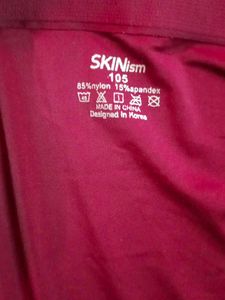 SKINism
105
85%nylon 15%spandex
MADE IN CHINA
Designed in Korea